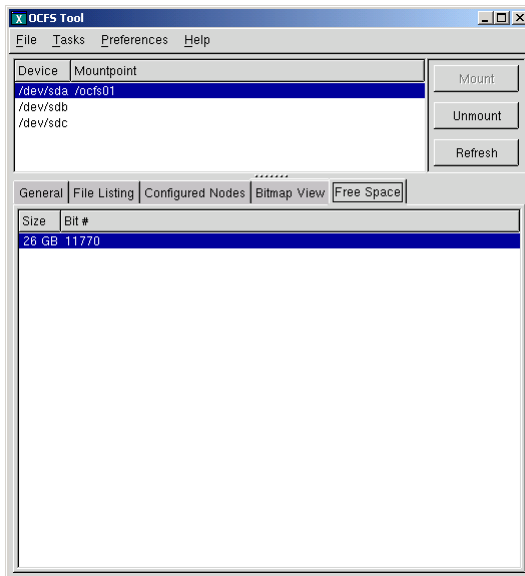 X OCFS Tool
File Tasks Preferences Help
Device Mountpoint
/dev/sda /ocfs01
/dev/sdb
/dev/sdc
Mount
Unmount
Refresh
General File Listing Configured Nodes Bitmap View Free Space
Size Bit #
26 GB 11770